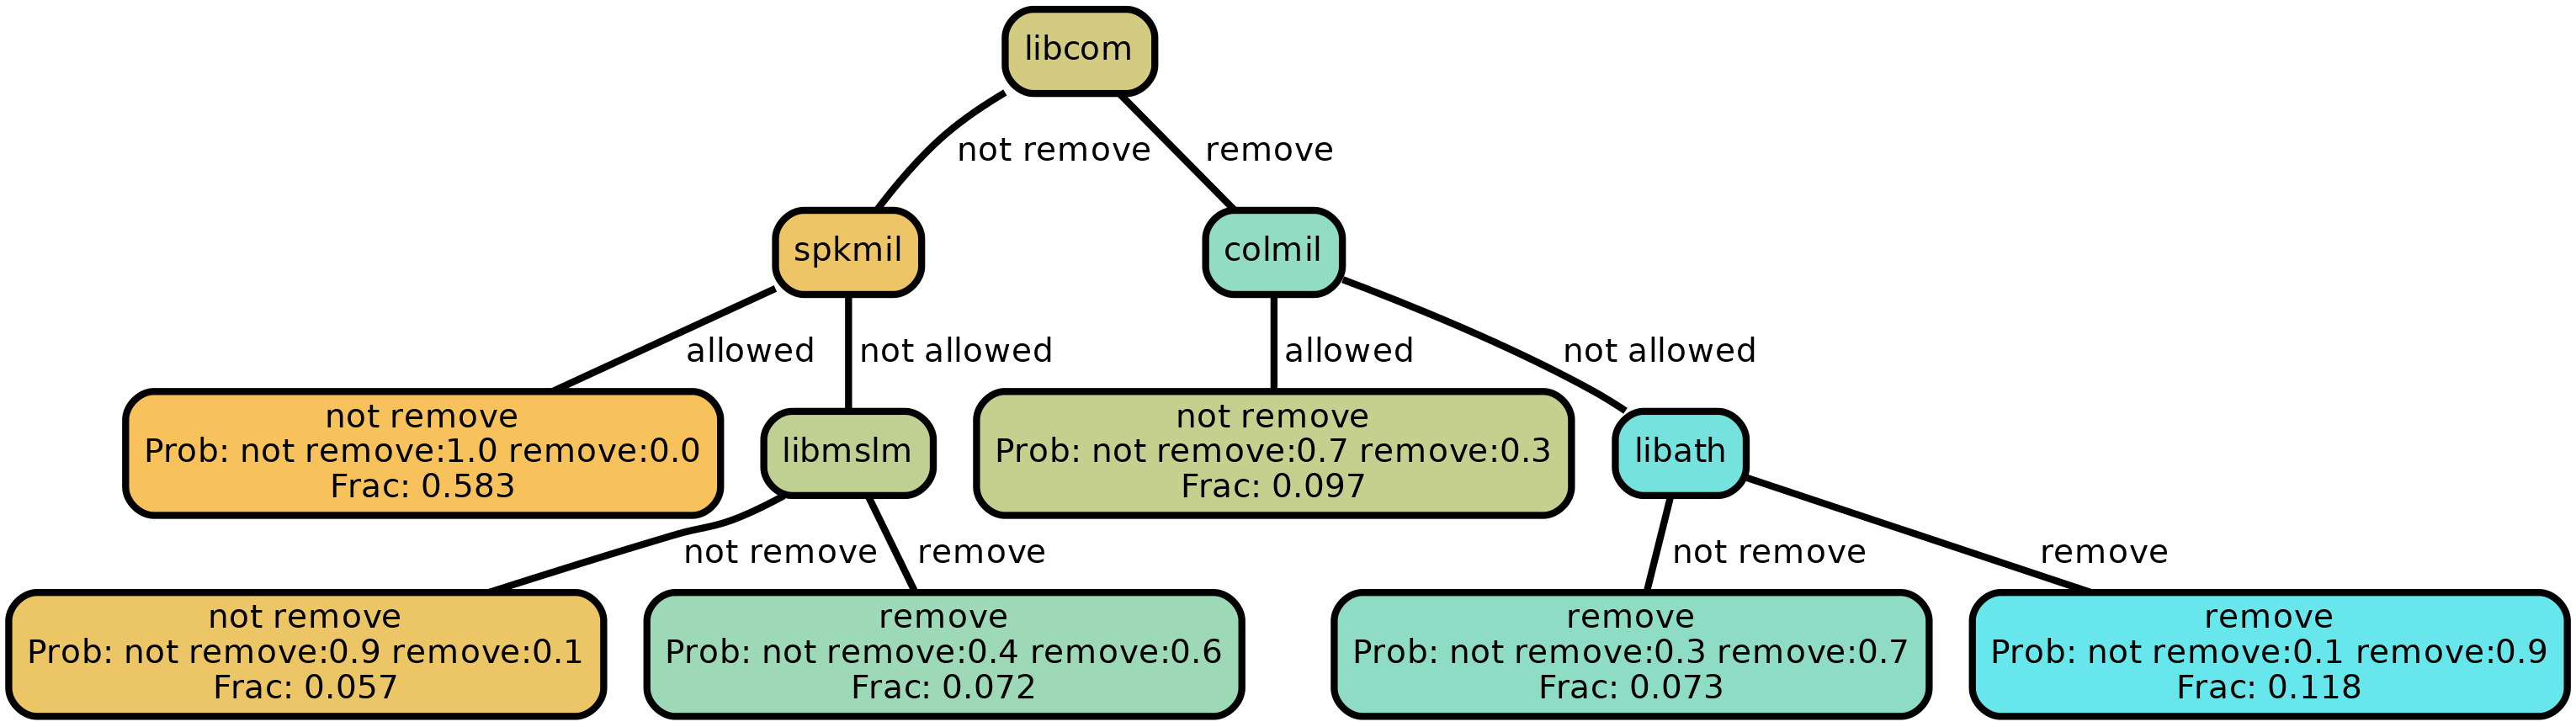 libcom
not remove
remove
spkmil
colmil
allowed
not allowed
allowed
not allowed
not remove
Prob: not remove:1.0 remove:0.0
Frac: 0.583
libmslm
not remove
Prob: not remove:0.7 remove:0.3
Frac: 0.097
libath
not remove
remove
not remove
remove
not remove
Prob: not remove:0.9 remove:0.1
Frac: 0.057
remove
Prob: not remove:0.4 remove:0.6
Frac: 0.072
remove
Prob: not remove:0.3 remove:0.7
Frac: 0.073
remove
Prob: not remove:0.1 remove:0.9
Frac: 0.118